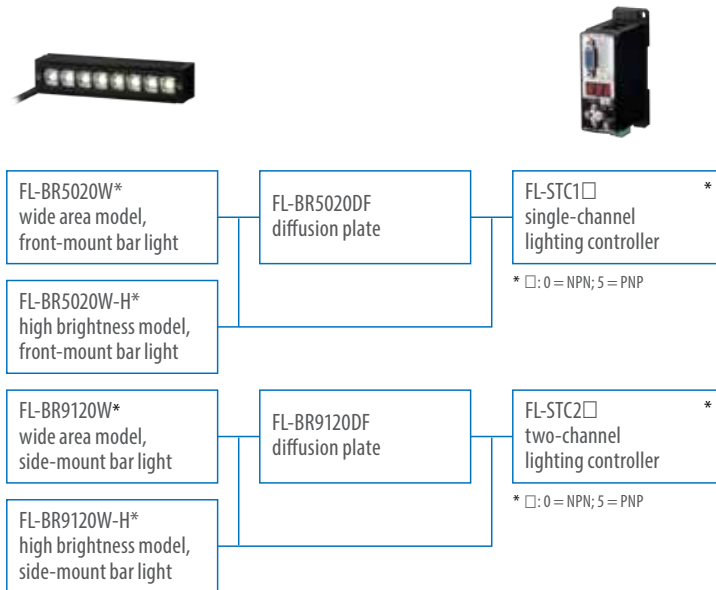 FL-BR5020W*
wide area model,
front-mount bar light
FL-BR5020DF
diffusion plate
FL-STC1□ *
single-channel
lighting controller
* □: 0 = NPN; 5 = PNP
FL-BR5020W-H*
high brightness model,
front-mount bar light
FL-BR9120W*
wide area model,
side-mount bar light
FL-BR9120DF
diffusion plate
FL-STC2□ *
two-channel
lighting controller
* □: 0 = NPN; 5 = PNP
FL-BR9120W-H*
high brightness model,
side-mount bar light